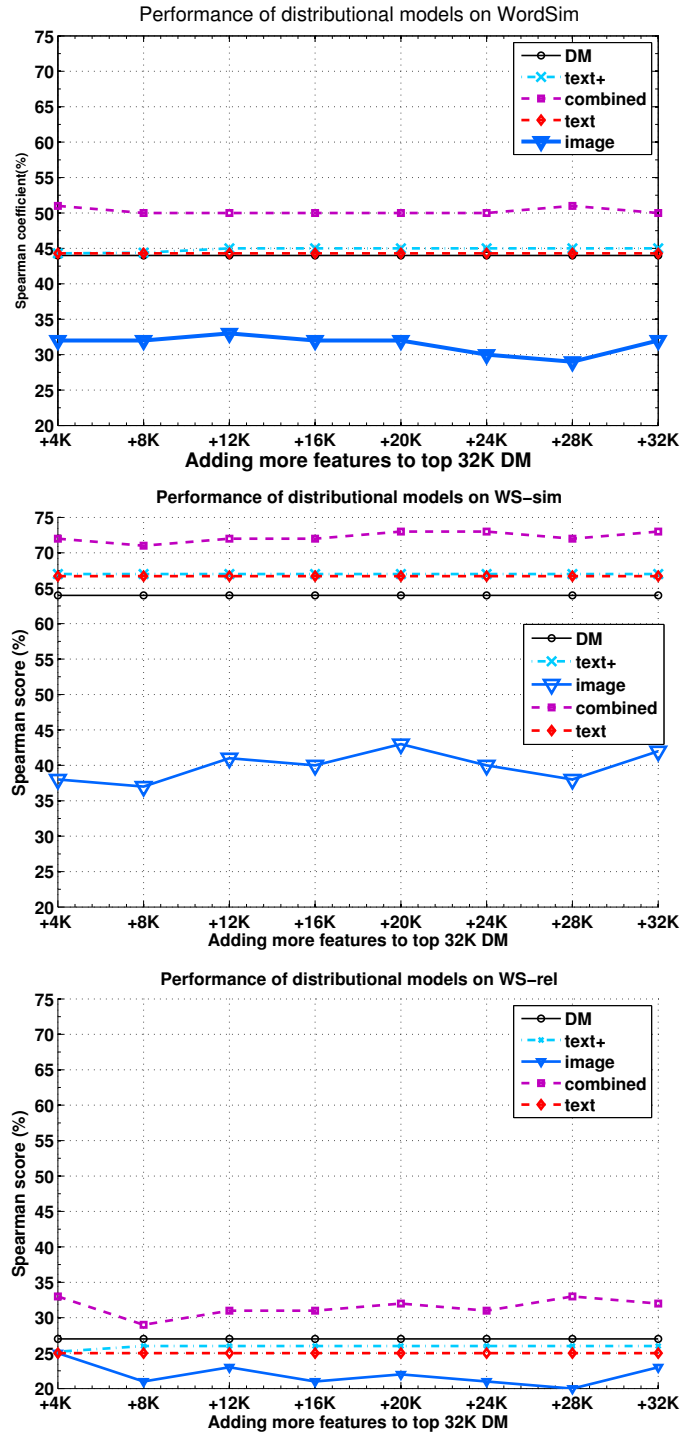 Performance of distributional models on WordSim
75
70
65
60
55
50
45
40
35
30
25
20
Spearman coefficient(%)
DM
text+
combined
text
image
+4K +8K +12K +16K +20K +24K +28K +32K
Adding more features to top 32K DM
Performance of distributional models on WS-sim
75
70
65
60
55
50
45
40
35
30
25
20
Spearman score (%)
DM
text+
image
combined
text
+4K +8K +12K +16K +20K +24K +28K +32K
Adding more features to top 32K DM
Performance of distributional models on WS-rel
75
70
65
60
55
50
45
40
35
30
25
20
Spearman score (%)
DM
text+
image
combined
text
+4K +8K +12K +16K +20K +24K +28K +32K
Adding more features to top 32K DM